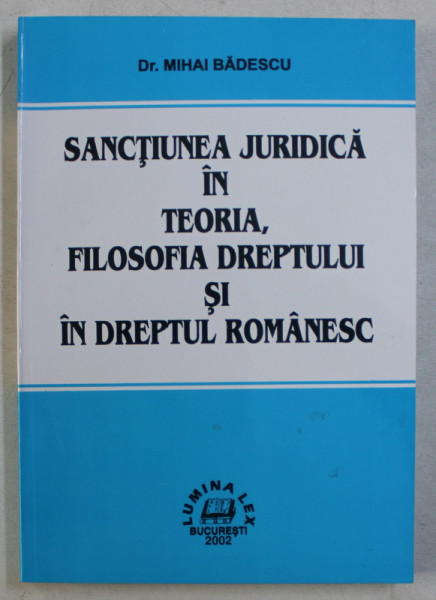 Dr. MIHAI BĂDESCU
SANCŢIUNEA JURIDICĂ
ÎN
TEORIA,
FILOSOFIA DREPTULUI
ŞI
ÎN DREPTUL ROMÂNESC
LUMINA LEX
BUCUREŞTI
2002